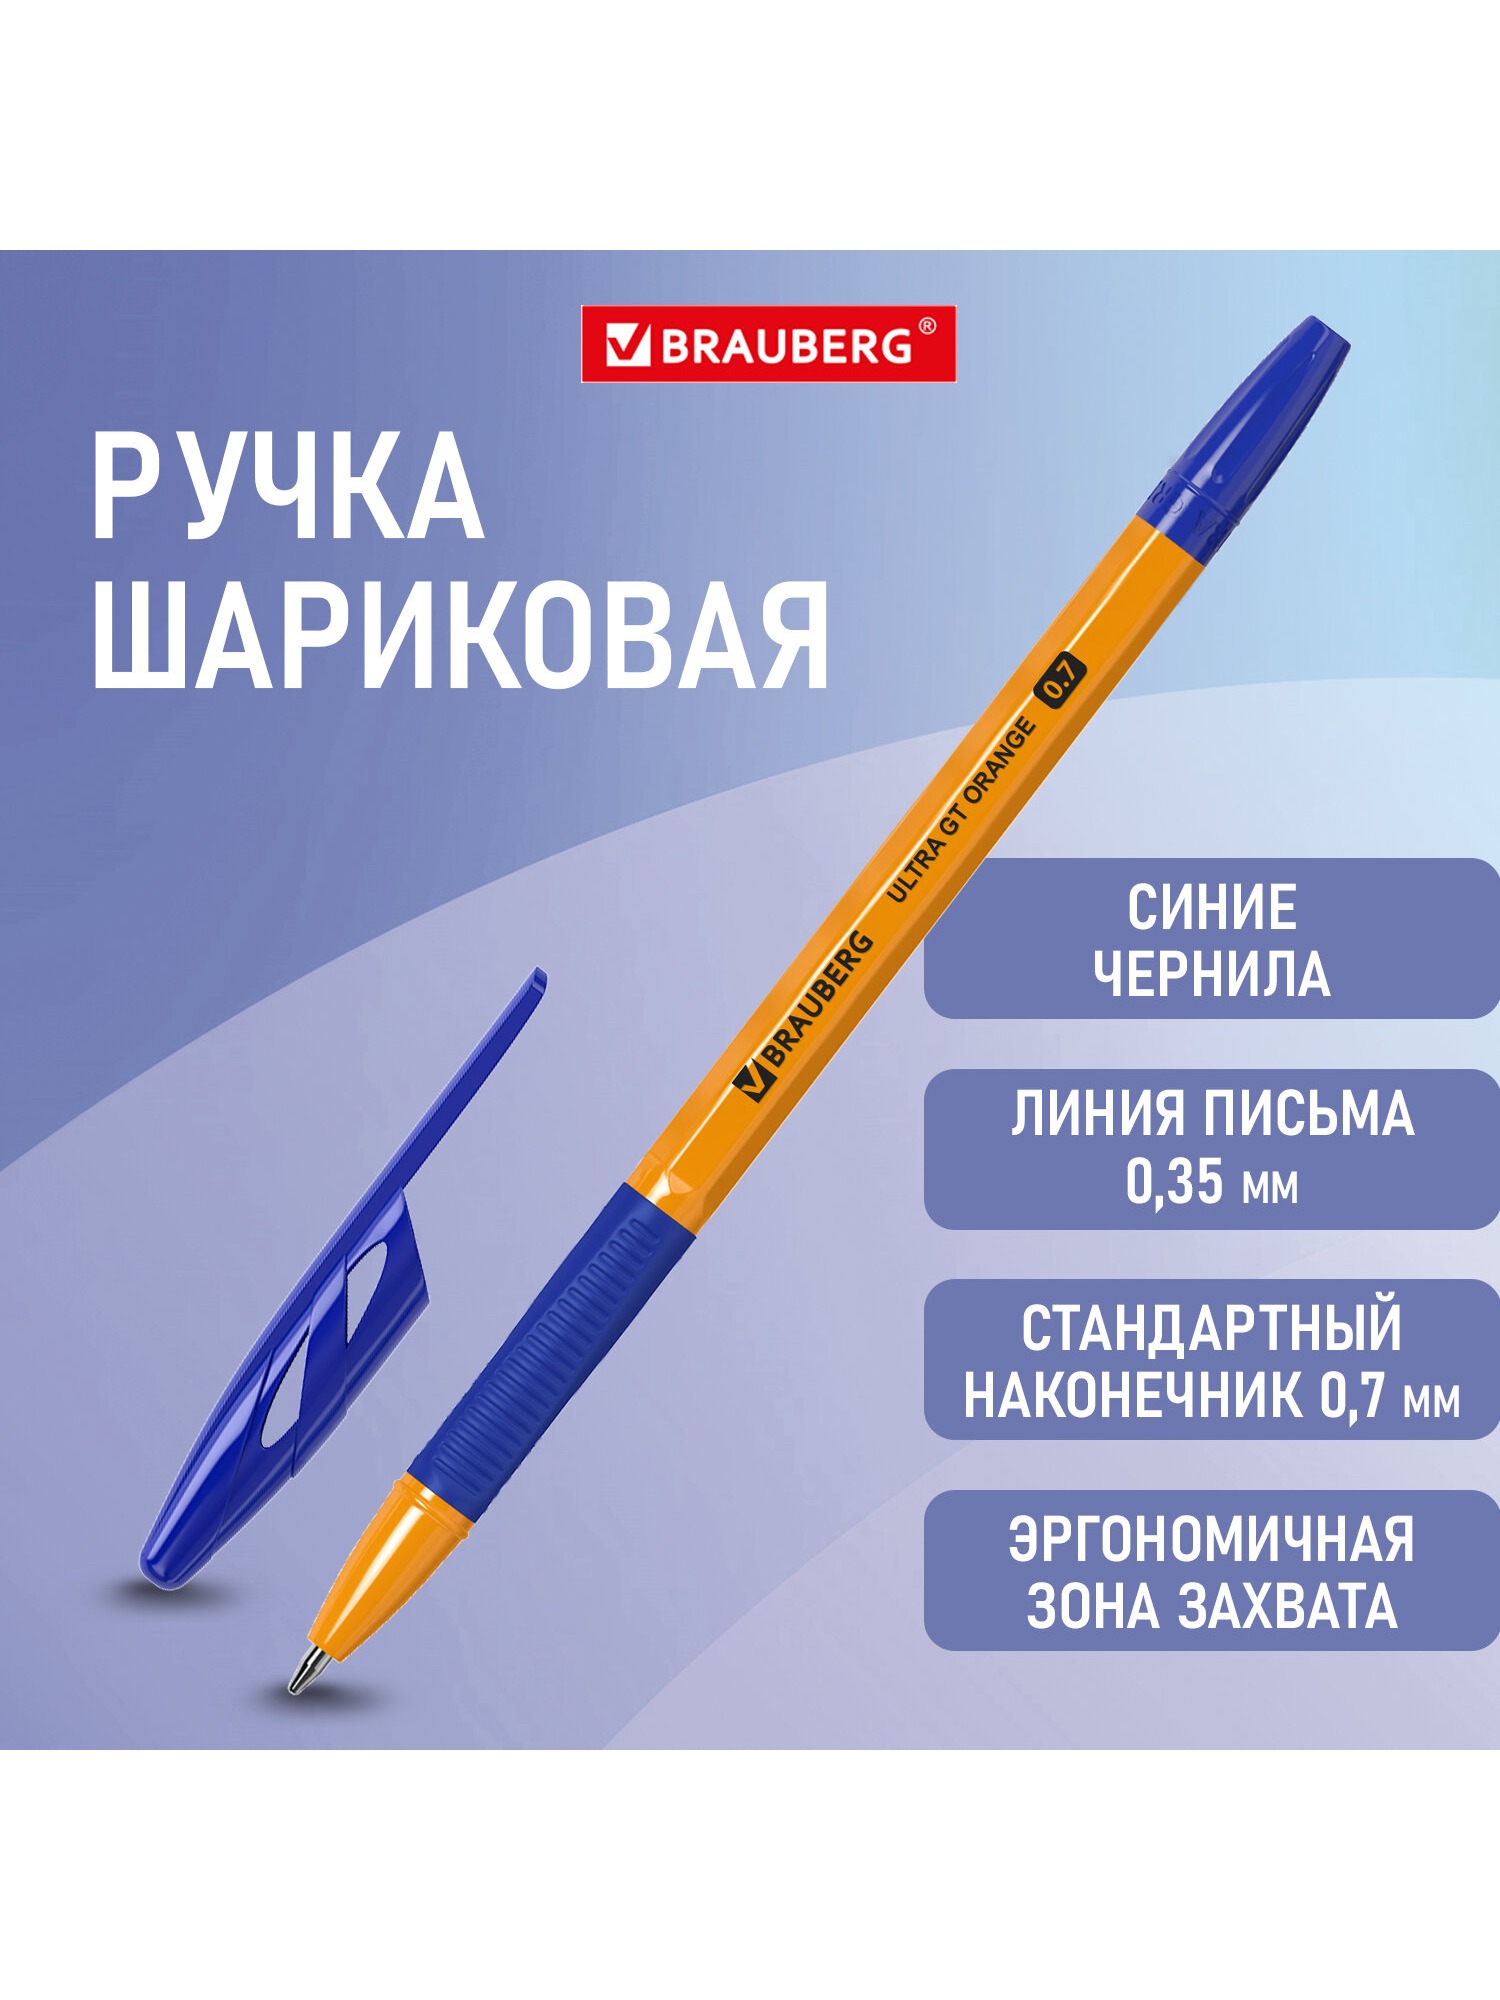 BRAUBERG®
РУЧКА
ШАРИКОВАЯ
BRAUBERG ULTRA GT ORANGE 0.7
СИНИЕ
ЧЕРНИЛА
ЛИНИЯ ПИСЬМА
0,35 мм
СТАНДАРТНЫЙ
НАКОНЕЧНИК 0,7 мм
ЭРГОНОМИЧНАЯ
ЗОНА ЗАХВАТА